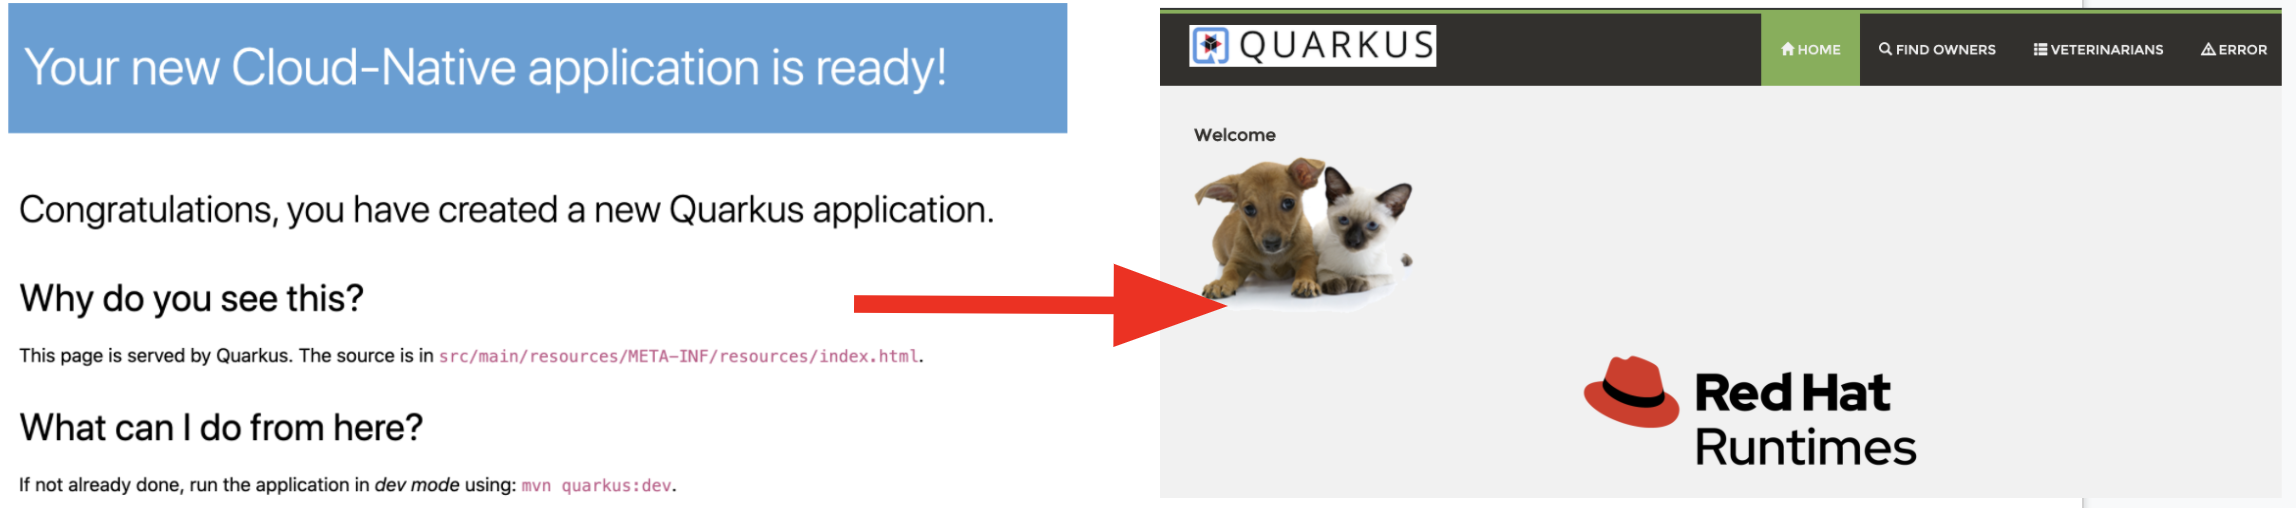 Your new Cloud-Native application is ready!
Congratulations, you have created a new Quarkus application.
Why do you see this?
This page is served by Quarkus. The source is in src/main/resources/META-INF/resources/index.html.
What can I do from here?
If not already done, run the application in dev mode using: mvn quarkus:dev.
QUARKUS
HOME FIND OWNERS VETERINARIANS ERROR
Welcome
Red Hat
Runtimes